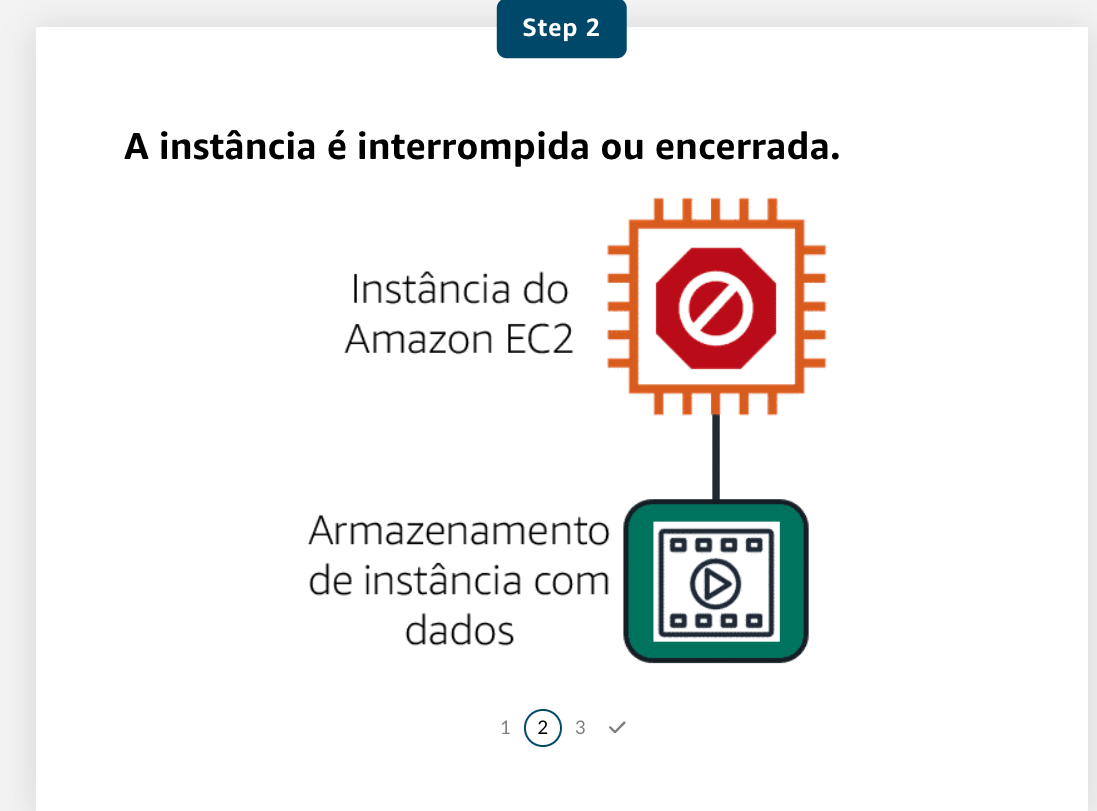 Step 2
A instância é interrompida ou encerrada.
Instância do
Amazon EC2
Armazenamento
de instância com
dados
1 2 3